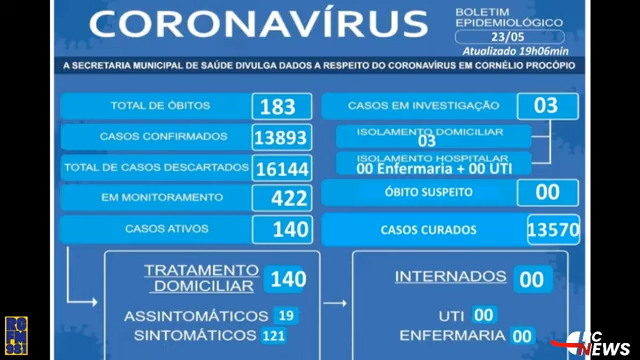 CORONAVÍRUS
BOLETIM
EPIDEMIOLÓGICO
23/05
Atualizado 19h06min
A SECRETARIA MUNICIPAL DE SAÚDE DIVULGA DADOS A RESPEITO DO CORONAVÍRUS EM CORNÉLIO PROCÓPIO
TOTAL DE ÓBITOS 183
CASOS CONFIRMADOS 13893
TOTAL DE CASOS DESCARTADOS 16144
EM MONITORAMENTO 422
CASOS ATIVOS 140
CASOS EM INVESTIGAÇÃO 03
ISOLAMENTO DOMICILIAR
03
ISOLAMENTO HOSPITALAR
00 Enfermaria + 00 UTI
ÓBITO SUSPEITO 00
CASOS CURADOS 13570
TRATAMENTO
DOMICILIAR 140
ASSINTOMÁTICOS 19
SINTOMÁTICOS 121
INTERNADOS 00
UTI 00
ENFERMARIA 00
NEWS